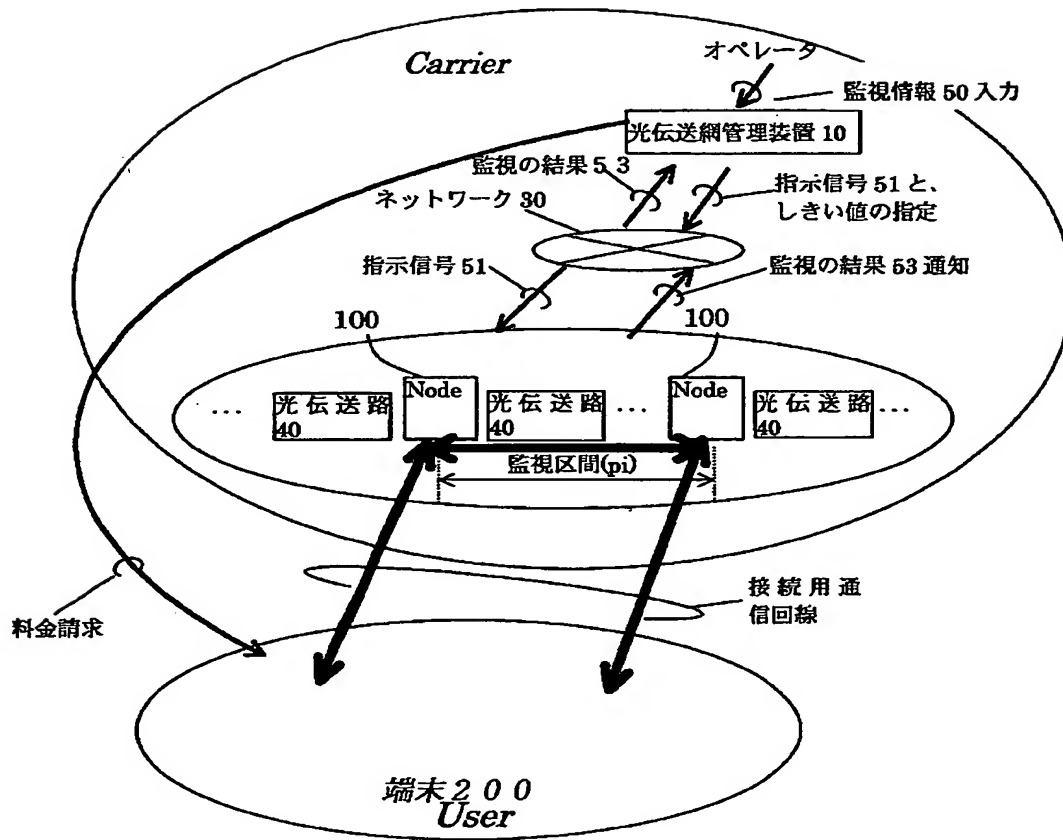 Carrier
オペレータ
監視情報 50 入力
光伝送網管理装置 10
監視の結果 5 3
ネットワーク 30
指示信号 51 と、
しきい値の指定
指示信号 51
監視の結果 53 通知
100
100
… 光 伝 送 路
40
Node
光 伝 送 路
40
…
Node
光 伝 送 路
40
…
監視区間(pi)
接 続 用 通
信回線
料金請求
端末２００
User